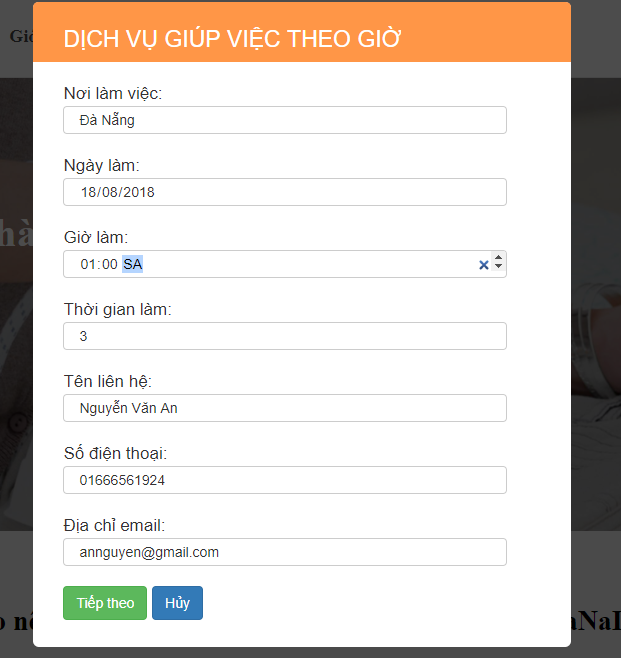 DỊCH VỤ GIÚP VIỆC THEO GIỜ
Nơi làm việc:
Đà Nẵng
Ngày làm:
18/08/2018
Giờ làm:
01:00 SA
Thời gian làm:
3
Tên liên hệ:
Nguyễn Văn An
Số điện thoại:
01666561924
Địa chỉ email:
annguyen@gmail.com
Tiếp theo Hủy